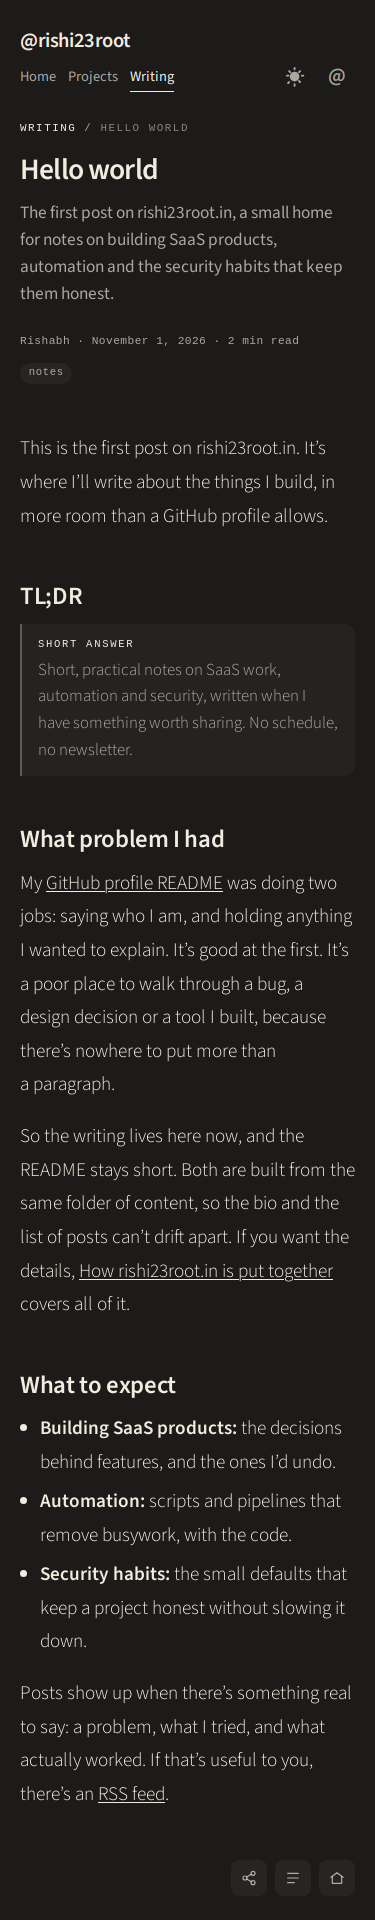 @rishi23root
Home Projects Writing @
WRITING / HELLO WORLD
Hello world
The first post on rishi23root.in, a small home
for notes on building SaaS products,
automation and the security habits that keep
them honest.
Rishabh · November 1, 2026 · 2 min read
notes
This is the first post on rishi23root.in. It’s
where I’ll write about the things I build, in
more room than a GitHub profile allows.
TL;DR
SHORT ANSWER
Short, practical notes on SaaS work,
automation and security, written when I
have something worth sharing. No schedule,
no newsletter.
What problem I had
My GitHub profile README was doing two
jobs: saying who I am, and holding anything
I wanted to explain. It’s good at the first. It’s
a poor place to walk through a bug, a
design decision or a tool I built, because
there’s nowhere to put more than
a paragraph.
So the writing lives here now, and the
README stays short. Both are built from the
same folder of content, so the bio and the
list of posts can’t drift apart. If you want the
details, How rishi23root.in is put together
covers all of it.
What to expect
• Building SaaS products: the decisions
behind features, and the ones I’d undo.
• Automation: scripts and pipelines that
remove busywork, with the code.
• Security habits: the small defaults that
keep a project honest without slowing it
down.
Posts show up when there’s something real
to say: a problem, what I tried, and what
actually worked. If that’s useful to you,
there’s an RSS feed.